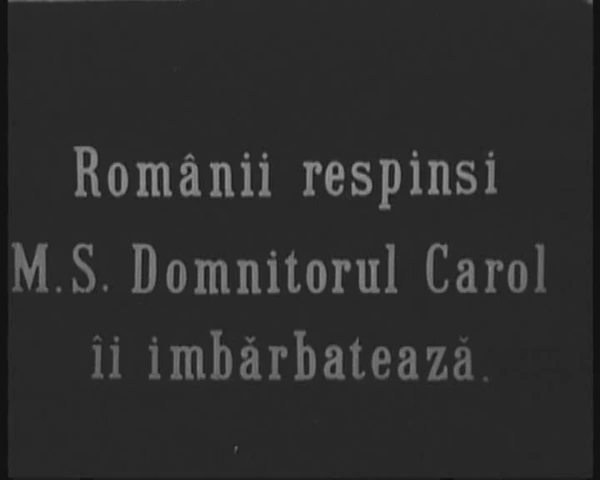 Românii respinsi
M.S. Domnitorul Carol
îi imbărbatează.